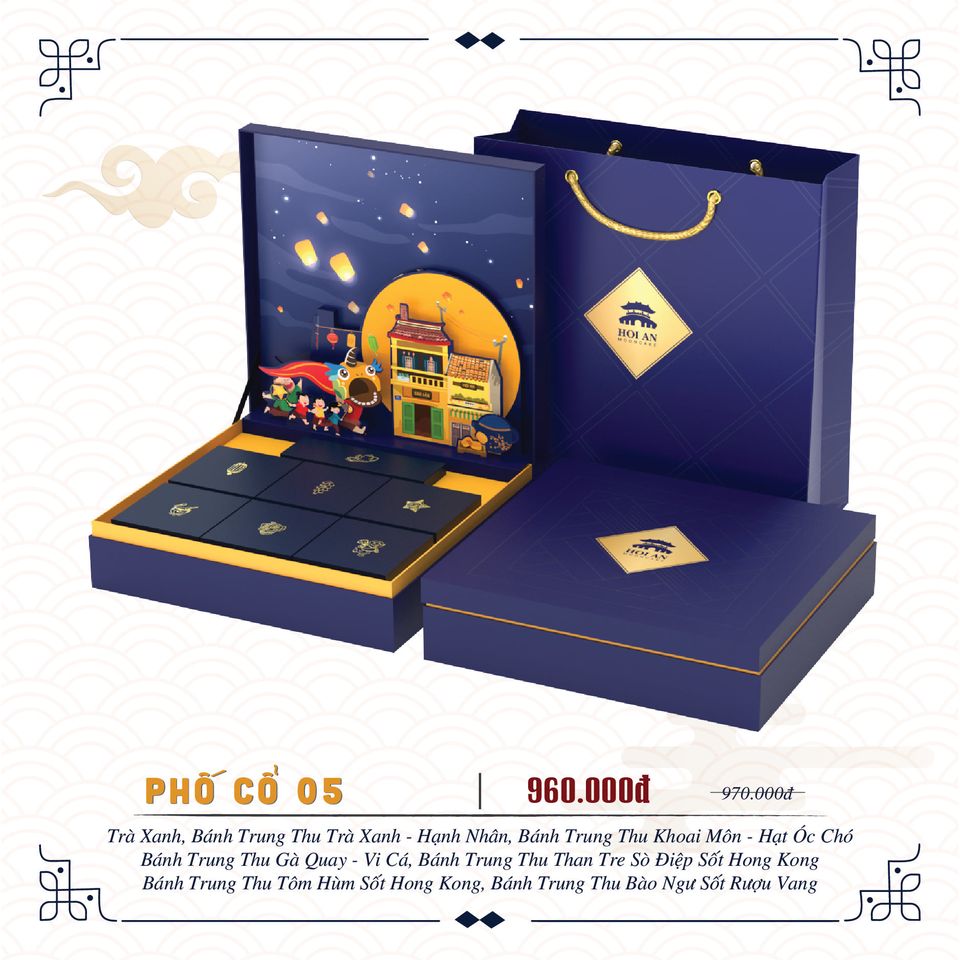 HOI AN
MOONCAKE
HOI AN
PHỐ CỔ 05
960.000đ
970.000đ
Trà Xanh, Bánh Trung Thu Trà Xanh - Hạnh Nhân, Bánh Trung Thu Khoai Môn - Hạt Óc Chó
Bánh Trung Thu Gà Quay - Vi Cá, Bánh Trung Thu Than Tre Sò Điệp Sốt Hong Kong
Bánh Trung Thu Tôm Hùm Sốt Hong Kong, Bánh Trung Thu Bào Ngư Sốt Rượu Vang